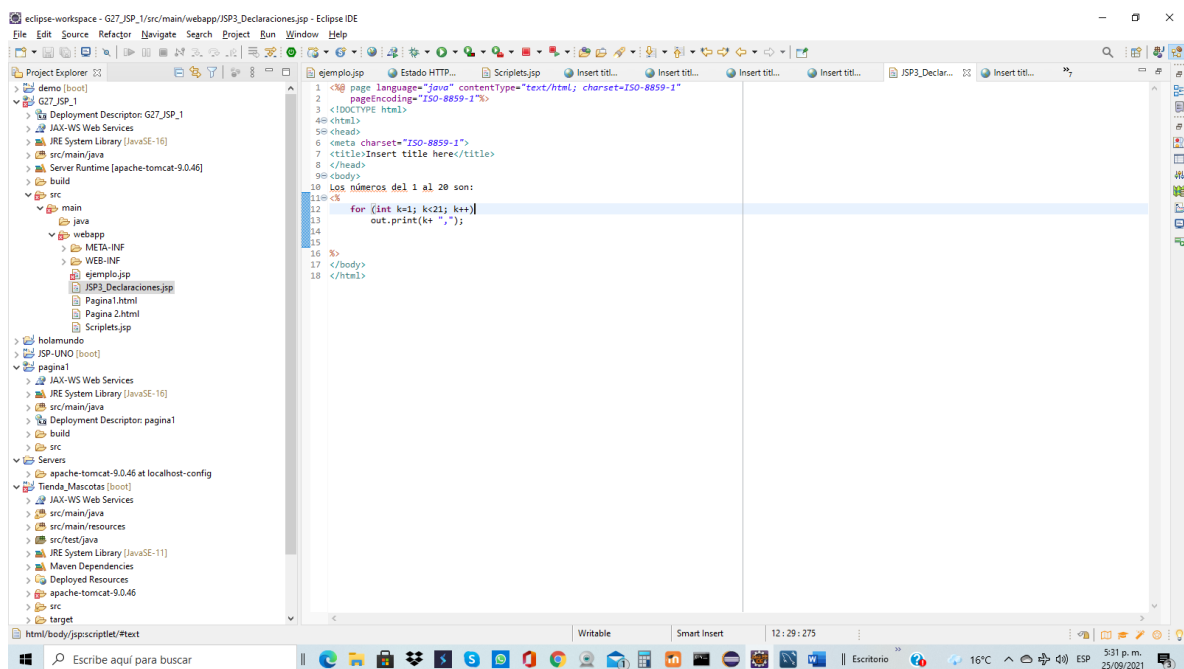 eclipse-workspace - G27_JSP_1/src/main/webapp/JSP3_Declaraciones.jsp - Eclipse IDE
File Edit Source Refactor Navigate Search Project Run Window Help
Project Explorer
ejemplo.jsp Estado HTTP... Scriplets.jsp Insert titl... Insert titl... Insert titl... Insert titl... JSP3_Declar... Insert titl... 7
demo [boot]
G27_JSP_1
Deployment Descriptor: G27_JSP_1
JAX-WS Web Services
JRE System Library [JavaSE-16]
src/main/java
Server Runtime [apache-tomcat-9.0.46]
build
src
main
java
webapp
META-INF
WEB-INF
ejemplo.jsp
JSP3_Declaraciones.jsp
Pagina1.html
Pagina 2.html
Scriplets.jsp
holamundo
JSP-UNO [boot]
pagina1
JAX-WS Web Services
JRE System Library [JavaSE-16]
src/main/java
Deployment Descriptor: pagina1
build
src
Servers
apache-tomcat-9.0.46 at localhost-config
Tienda_Mascotas [boot]
JAX-WS Web Services
src/main/java
src/main/resources
src/test/java
JRE System Library [JavaSE-11]
Maven Dependencies
Deployed Resources
apache-tomcat-9.0.46
src
target
1 <%@ page language="java" contentType="text/html; charset=ISO-8859-1"
2 pageEncoding="ISO-8859-1"%>
3 <!DOCTYPE html>
4 <html>
5 <head>
6 <meta charset="ISO-8859-1">
7 <title>Insert title here</title>
8 </head>
9 <body>
10 Los números del 1 al 20 son:
11 <%
12 for (int k=1; k<21; k++)
13 out.print(k+ ",");
14
15
16 %>
17 </body>
18 </html>
html/body/jsp:scriptlet/#text Writable Smart Insert 12 : 29 : 275
Escribe aquí para buscar Escritorio 16°C ESP 5:31 p. m.
25/09/2021 3